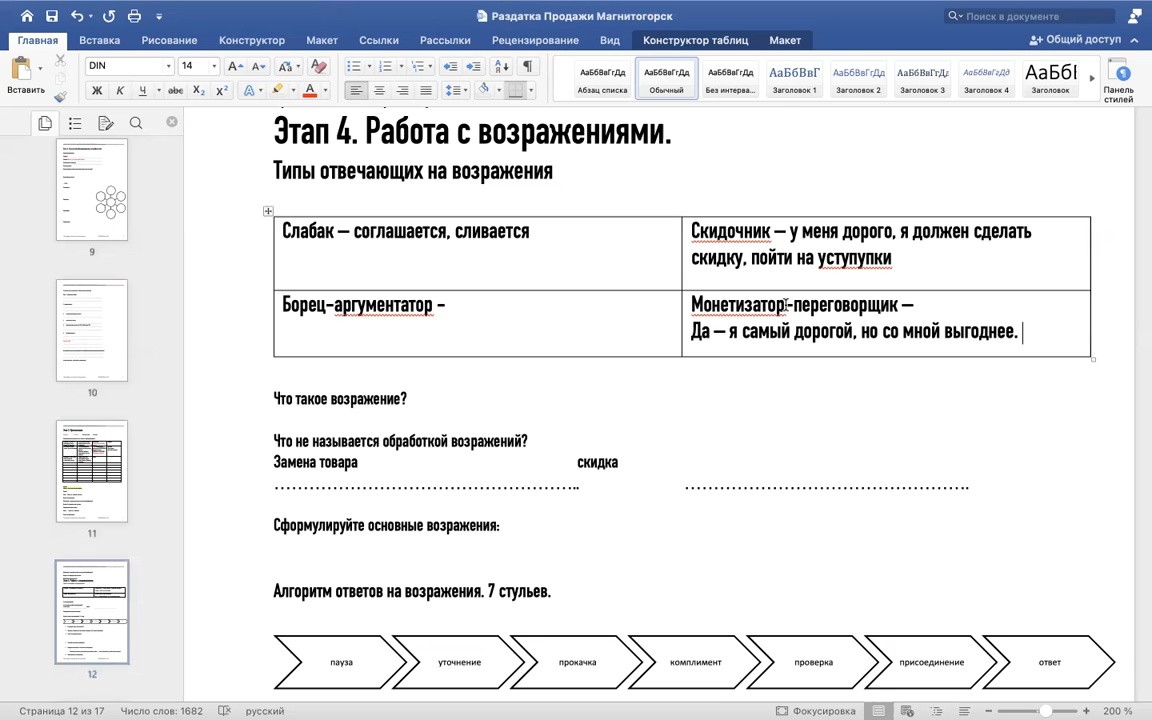 Раздатка Продажи Магнитогорск
Поиск в документе
Главная Вставка Рисование Конструктор Макет Ссылки Рассылки Рецензирование Вид Конструктор таблиц Макет Общий доступ
DIN 14
АаБбВвГгДд АаБбВвГгДд АаБбВвГгДд АаБбВвГ АаБбВвГгДд АаБбВвГгДд АаБбВвГгДд АаБб
Вставить
Абзац списка Обычный Без интерва... Заголовок 1 Заголовок 2 Заголовок 3 Заголовок 4 Заголовок
Панель
стилей
Этап 4. Работа с возражениями.
Типы отвечающих на возражения
Слабак – соглашается, сливается
Скидочник – у меня дорого, я должен сделать
скидку, пойти на уступупки
Борец-аргументатор -
Монетизатор-переговорщик –
Да – я самый дорогой, но со мной выгоднее.
Что такое возражение?
Что не называется обработкой возражений?
Замена товара скидка
Сформулируйте основные возражения:
Алгоритм ответов на возражения. 7 стульев.
пауза уточнение прокачка комплимент проверка присоединение ответ
9
10
11
12
Страница 12 из 17 Число слов: 1682 русский Фокусировка 200 %